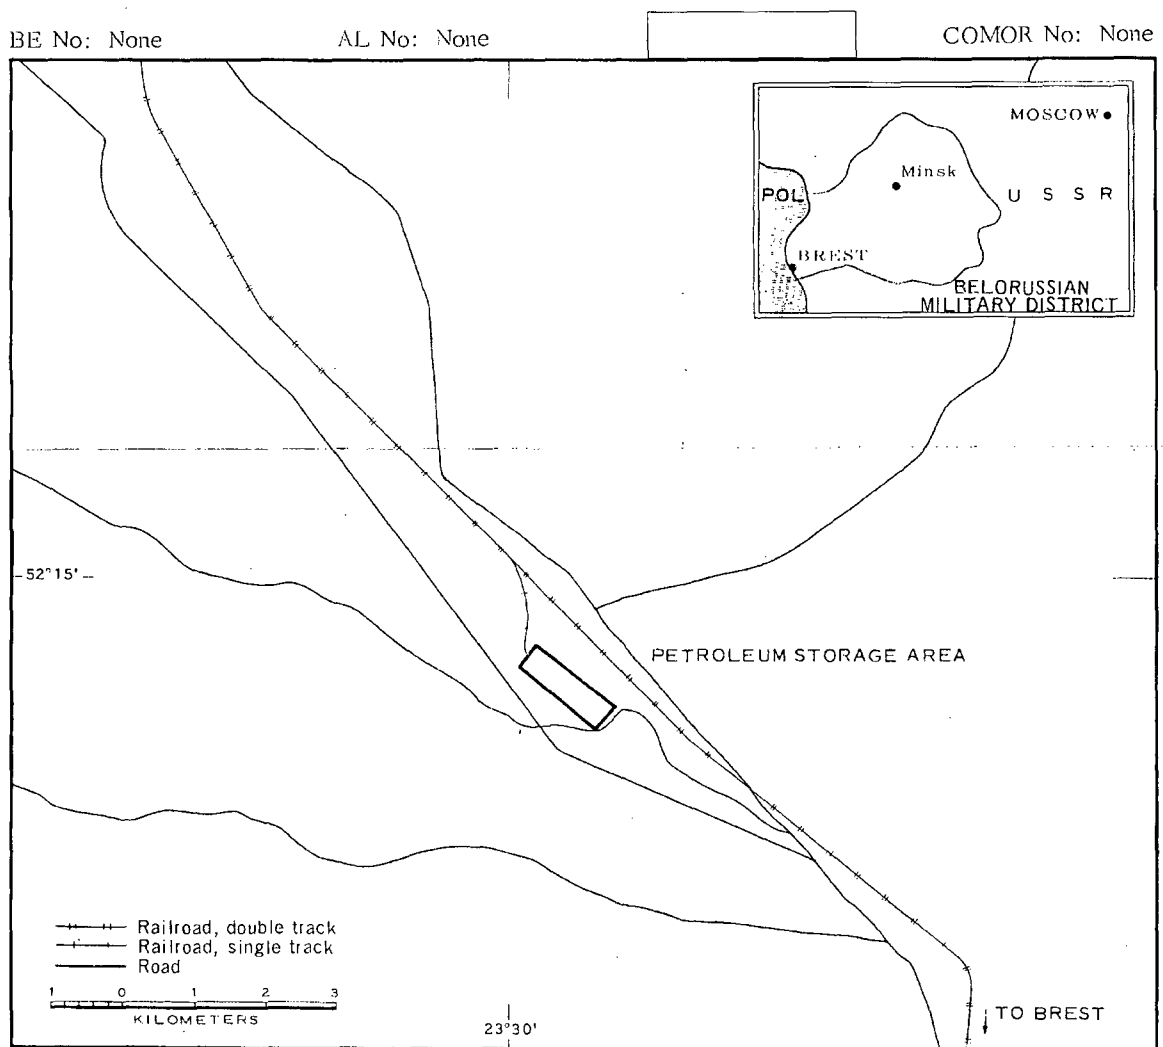 BE No: None AL No: None COMOR No: None
MOSCOW
Minsk
POL
U S S R
BREST
BELORUSSIAN
MILITARY DISTRICT
52°15'
PETROLEUM STORAGE AREA
Railroad, double track
Railroad, single track
Road
1 0 1 2 3
KILOMETERS
23°30'
TO BREST